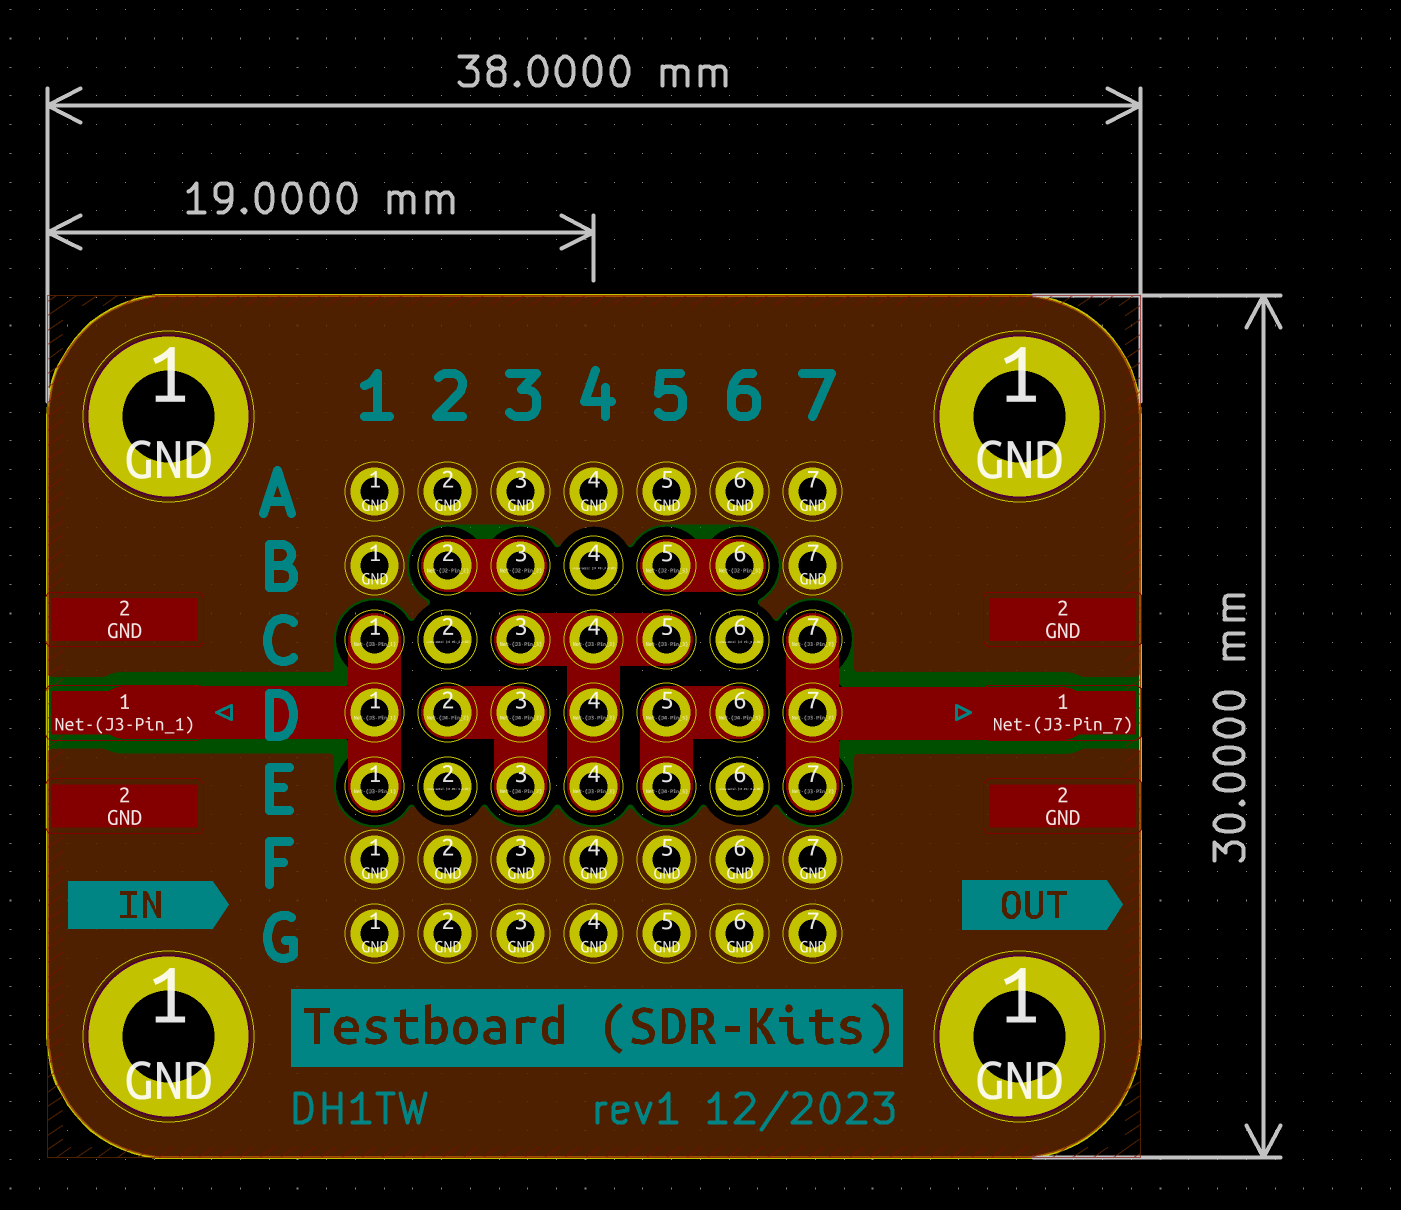 38.0000 mm
19.0000 mm
1 1
GND GND
1 2 3 4 5 6 7
A 1 2 3 4 5 6 7
GND GND GND GND GND GND GND
B 1 2 3 4 5 6 7
GND GND
2 2
GND GND
C 1 2 3 4 5 6 7
30.0000 mm
1 1
Net-(J3-Pin_1) Net-(J3-Pin_7)
D 1 2 3 4 5 6 7
E 1 2 3 4 5 6 7
2 2
GND GND
F 1 2 3 4 5 6 7
GND GND GND GND GND GND GND
IN OUT
G 1 2 3 4 5 6 7
GND GND GND GND GND GND GND
1 1
GND GND
Testboard (SDR-Kits)
DH1TW rev1 12/2023